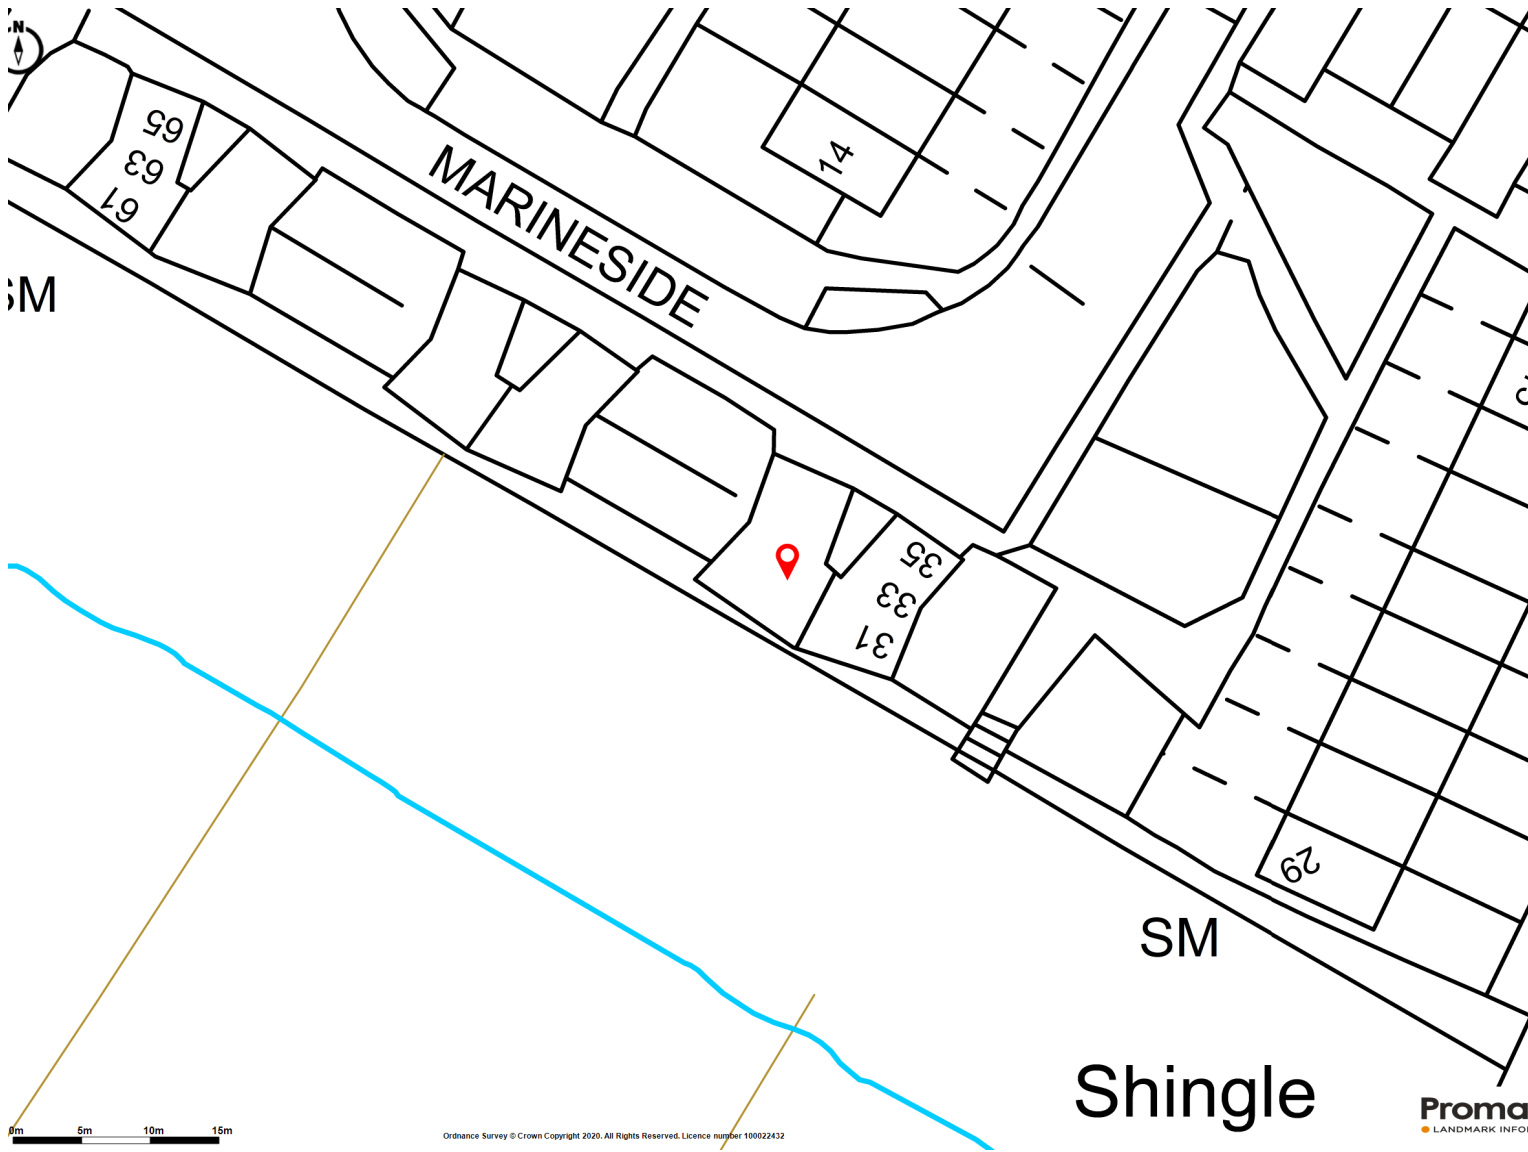 N
65
63
61
MARINESIDE
14
SM
35
33
31
29
SM
Shingle
0m 5m 10m 15m
Ordnance Survey © Crown Copyright 2020. All Rights Reserved. Licence number 100022432
Proma
LANDMARK INFO